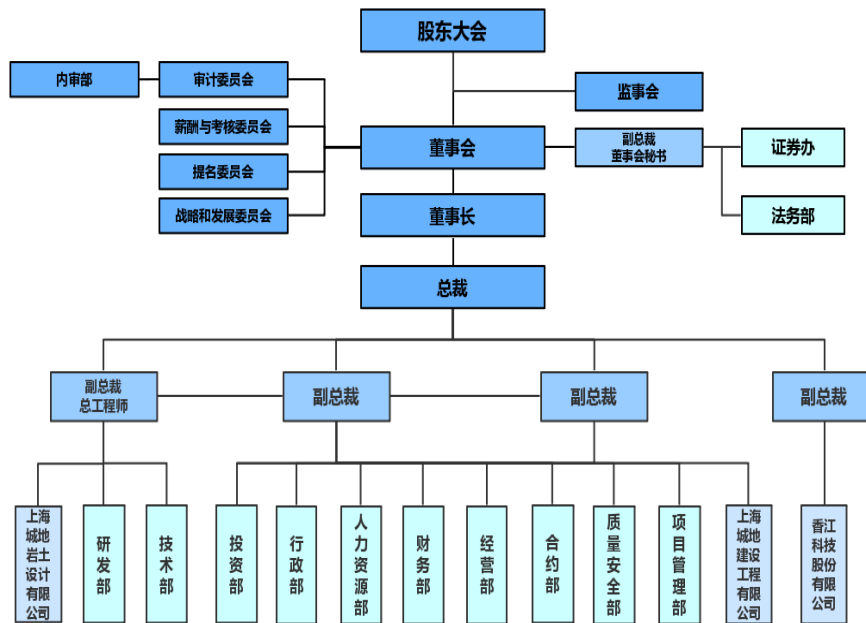 股东大会
内审部
审计委员会
监事会
薪酬与考核委员会
董事会
副总裁
董事会秘书
证券办
提名委员会
战略和发展委员会
董事长
法务部
总裁
副总裁
总工程师
副总裁
副总裁
副总裁
上海
城地
岩土
设计
有限
公司
研发部
技术部
投资部
行政部
人力资源部
财务部
经营部
合约部
质量安全部
项目管理部
上海
城地
建设
工程
有限
公司
香江
科技
股份
有限
公司